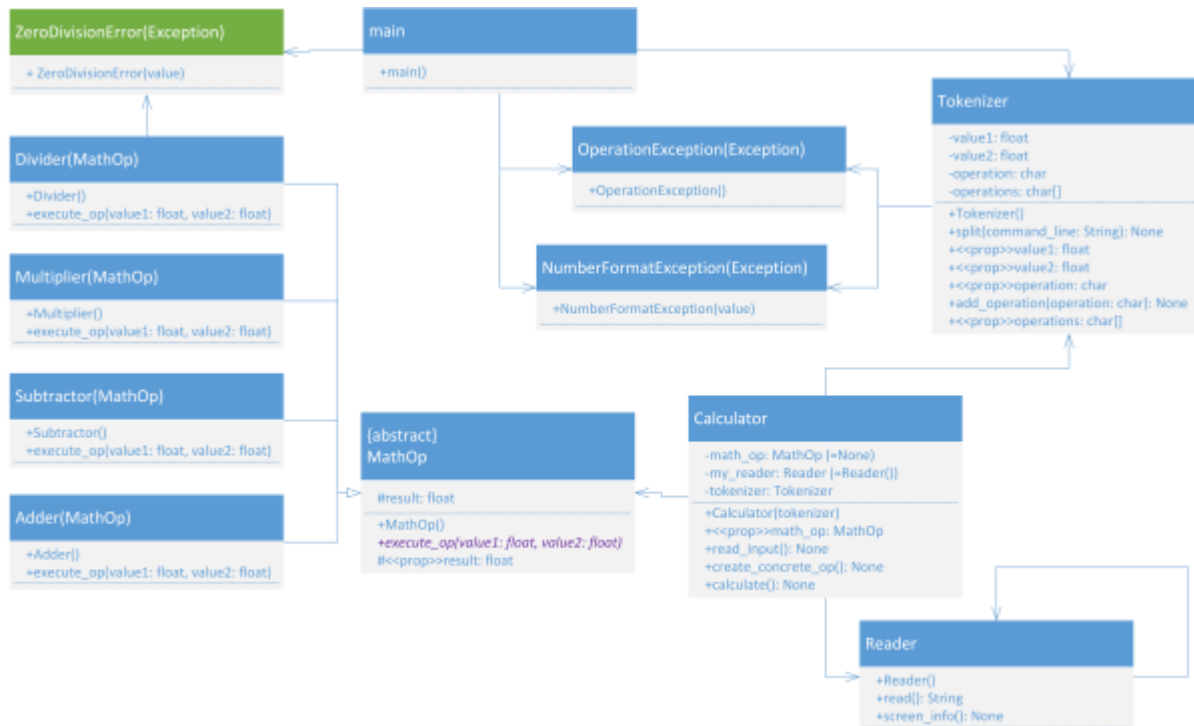 ZeroDivisionError(Exception)
+ ZeroDivisionError(value)
main
+main()
Divider(MathOp)
+Divider()
+execute_op(value1: float, value2: float)
Multiplier(MathOp)
+Multiplier()
+execute_op(value1: float, value2: float)
Subtractor(MathOp)
+Subtractor()
+execute_op(value1: float, value2: float)
Adder(MathOp)
+Adder()
+execute_op(value1: float, value2: float)
OperationException(Exception)
+OperationException()
NumberFormatException(Exception)
+NumberFormatException(value)
Tokenizer
-value1: float
-value2: float
-operation: char
-operations: char[]
+Tokenizer()
+split(command_line: String): None
+<<prop>>value1: float
+<<prop>>value2: float
+<<prop>>operation: char
+add_operation(operation: char): None
+<<prop>>operations: char[]
{abstract}
MathOp
#result: float
+MathOp()
+execute_op(value1: float, value2: float)
#<<prop>>result: float
Calculator
-math_op: MathOp (=None)
-my_reader: Reader (=Reader())
-tokenizer: Tokenizer
+Calculator(tokenizer)
+<<prop>>math_op: MathOp
+read_input(): None
+create_concrete_op(): None
+calculate(): None
Reader
+Reader()
+read(): String
+screen_info(): None